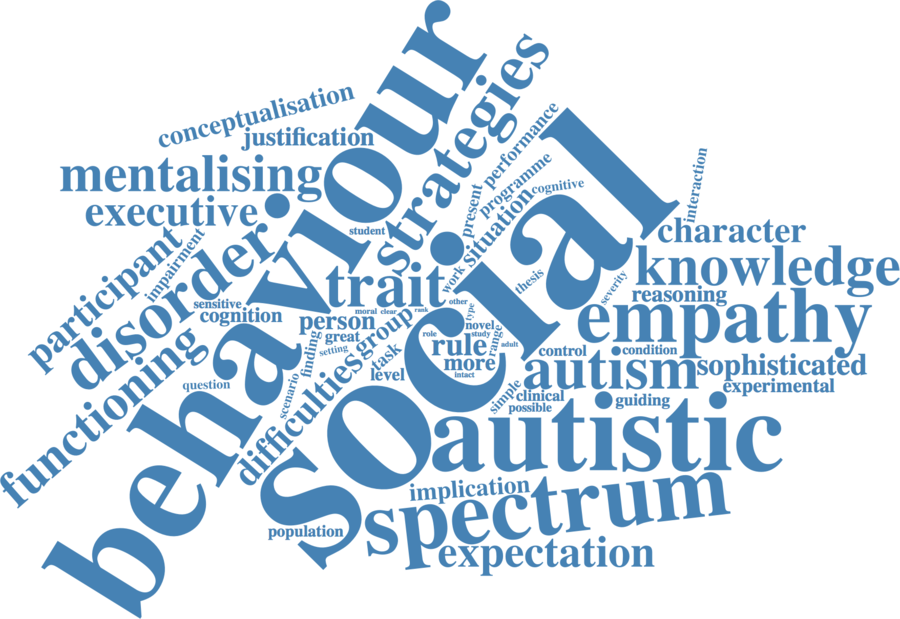 behaviour
social
strategies
conceptualisation
justification
mentalising
executive
performance
programme
cognitive
present
situation
interaction
student
participant
impairment
disorder
character
knowledge
trait
work
thesis
severity
reasoning
sensitive
cognition
moral
clear
rank
other
type
empathy
person
great
group
novel
study
role
range
adult
rule
more
intact
setting
finding
task
level
control
condition
autism
sophisticated
experimental
functioning
question
scenario
difficulties
simple
clinical
possible
guiding
autistic
implication
spectrum
population
expectation